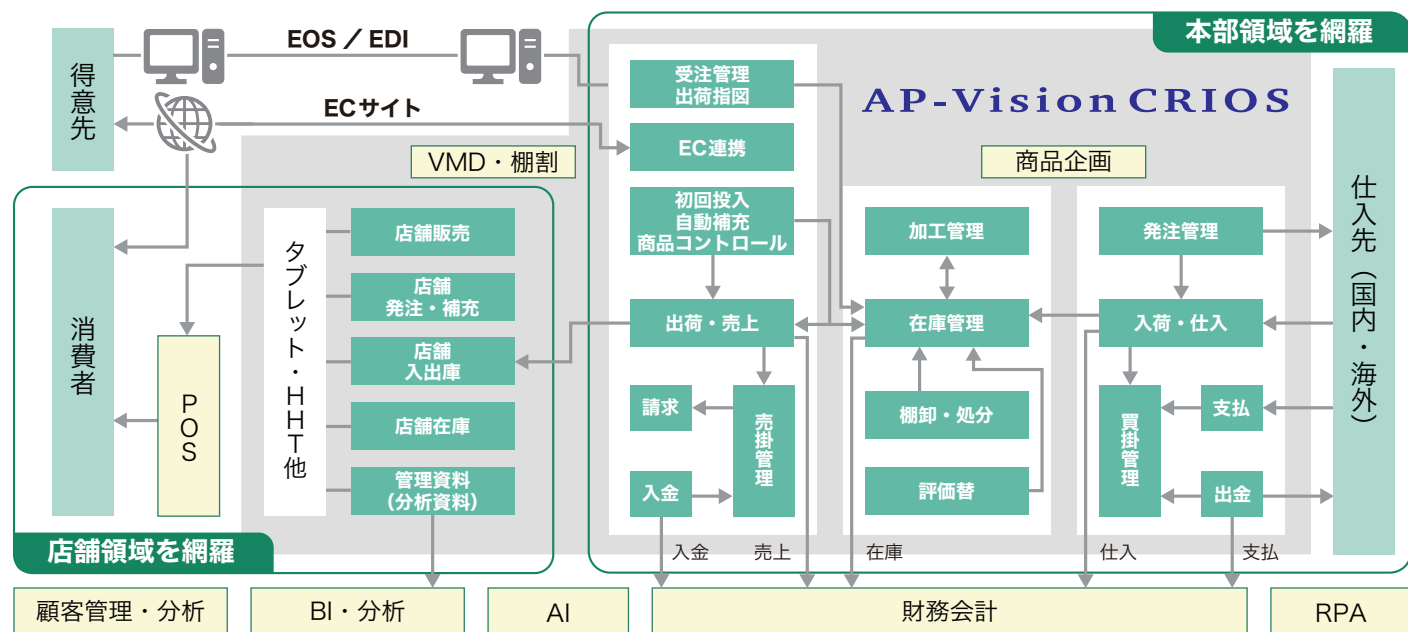 本部領域を網羅
EOS／EDI
得意先
受注管理
出荷指図
AP-Vision CRIOS
ECサイト
EC連携
VMD・棚割
商品企画
仕入先（国内・海外）
消費者
タブレット・HHT他
店舗販売
初回投入
自動補充
商品コントロール
加工管理
発注管理
店舗
発注・補充
出荷・売上
在庫管理
入荷・仕入
店舗
入出庫
POS
請求
売掛管理
棚卸・処分
買掛管理
支払
店舗在庫
管理資料
（分析資料）
入金
評価替
出金
店舗領域を網羅
入金
売上
在庫
仕入
支払
顧客管理・分析
BI・分析
AI
財務会計
RPA